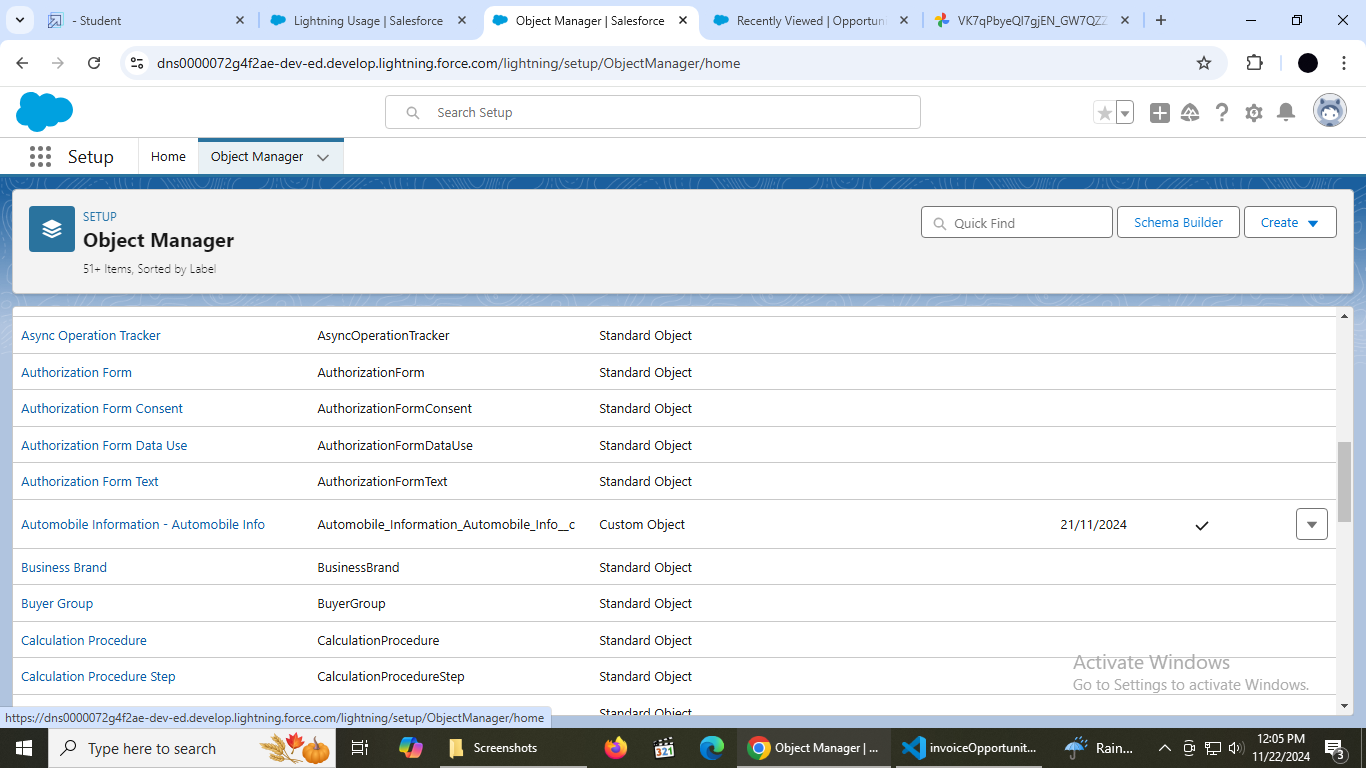 - Student
Lightning Usage | Salesforce
Object Manager | Salesforce
Recently Viewed | Opportuni
VK7qPbyeQI7gjEN_GW7QZZ
dns0000072g4f2ae-dev-ed.develop.lightning.force.com/lightning/setup/ObjectManager/home
Search Setup
Setup
Home
Object Manager
SETUP
Object Manager
51+ Items, Sorted by Label
Quick Find
Schema Builder
Create
Async Operation Tracker AsyncOperationTracker Standard Object
Authorization Form AuthorizationForm Standard Object
Authorization Form Consent AuthorizationFormConsent Standard Object
Authorization Form Data Use AuthorizationFormDataUse Standard Object
Authorization Form Text AuthorizationFormText Standard Object
Automobile Information - Automobile Info Automobile_Information_Automobile_Info__c Custom Object 21/11/2024
Business Brand BusinessBrand Standard Object
Buyer Group BuyerGroup Standard Object
Calculation Procedure CalculationProcedure Standard Object
Calculation Procedure Step CalculationProcedureStep Standard Object
Standard Object
Activate Windows
Go to Settings to activate Windows.
https://dns0000072g4f2ae-dev-ed.develop.lightning.force.com/lightning/setup/ObjectManager/home
Type here to search
Screenshots
321
Object Manager | ...
invoiceOpportunit...
Rain...
12:05 PM
11/22/2024
3